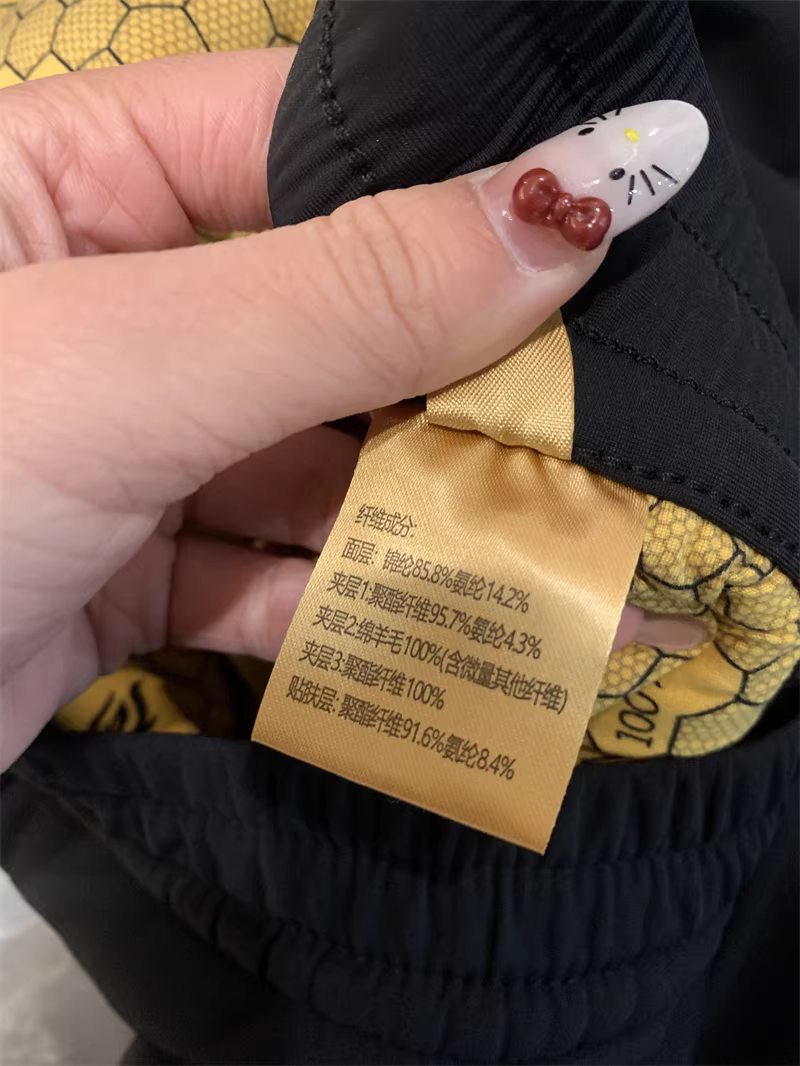 纤维成分:
面层: 锦纶85.8%氨纶14.2%
夹层1:聚酯纤维95.7%氨纶4.3%
夹层2:绵羊毛100%(含微量其他纤维)
夹层3:聚酯纤维100%
贴肤层: 聚酯纤维91.6%氨纶8.4%
100%